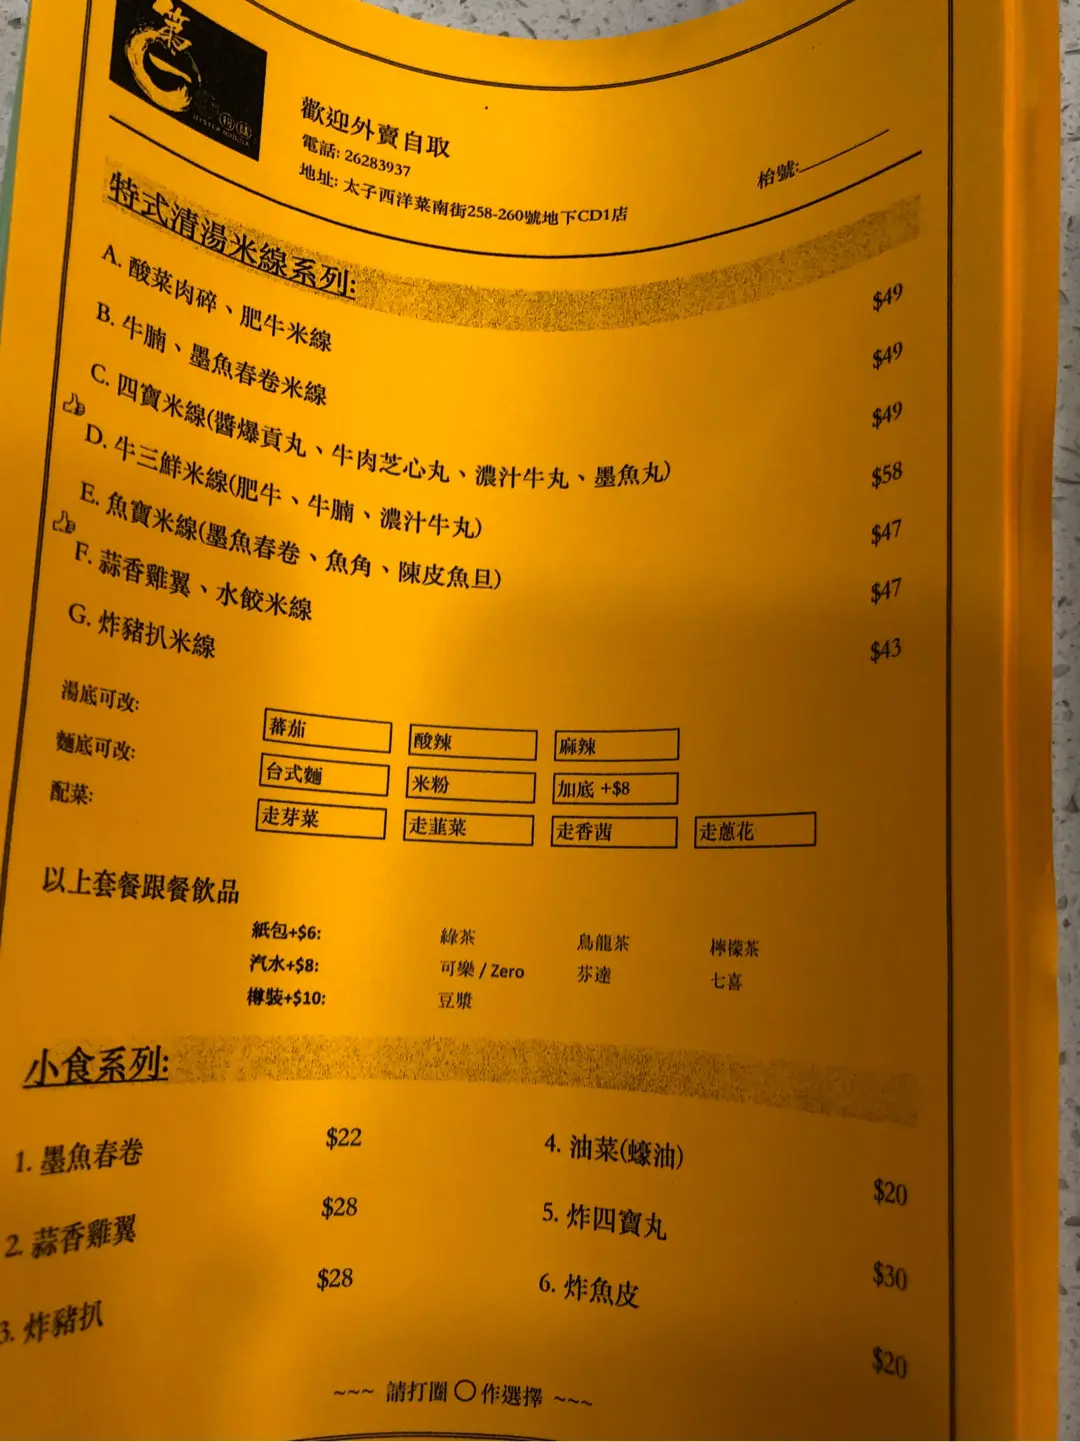 第一
粉 麵
OYSTER NOODLE
歡迎外賣自取
電話: 26283937
地址: 太子西洋菜南街258-260號地下CD1店
枱號:
特式清湯米線系列:
A. 酸菜肉碎、肥牛米線 $49
B. 牛腩、墨魚春卷米線 $49
C. 四寶米線(醬爆貢丸、牛肉芝心丸、濃汁牛丸、墨魚丸) $49
D. 牛三鮮米線(肥牛、牛腩、濃汁牛丸) $58
E. 魚寶米線(墨魚春卷、魚角、陳皮魚旦) $47
F. 蒜香雞翼、水餃米線 $47
G. 炸豬扒米線 $43
湯底可改: 蕃茄 酸辣 麻辣
麵底可改: 台式麵 米粉 加底 +$8
配菜: 走芽菜 走韮菜 走香茜 走蔥花
以上套餐跟餐飲品
紙包+$6: 綠茶 烏龍茶 檸檬茶
汽水+$8: 可樂 / Zero 芬達 七喜
樽裝+$10: 豆漿
小食系列:
1. 墨魚春卷 $22 4. 油菜(蠔油) $20
2. 蒜香雞翼 $28 5. 炸四寶丸 $30
3. 炸豬扒 $28 6. 炸魚皮 $20
~~~ 請打圈○作選擇 ~~~